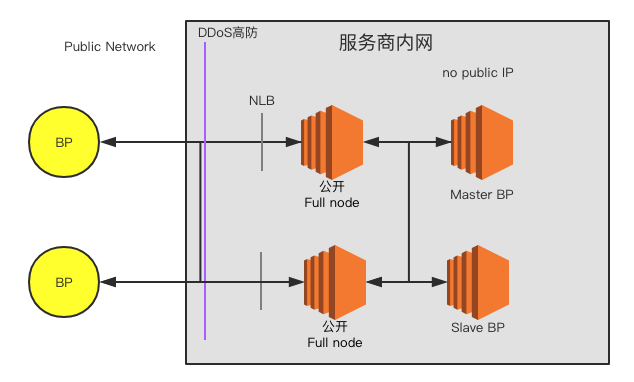 DDoS高防
Public Network
服务商内网
no public IP
NLB
BP
公开
Full node
Master BP
BP
公开
Full node
Slave BP